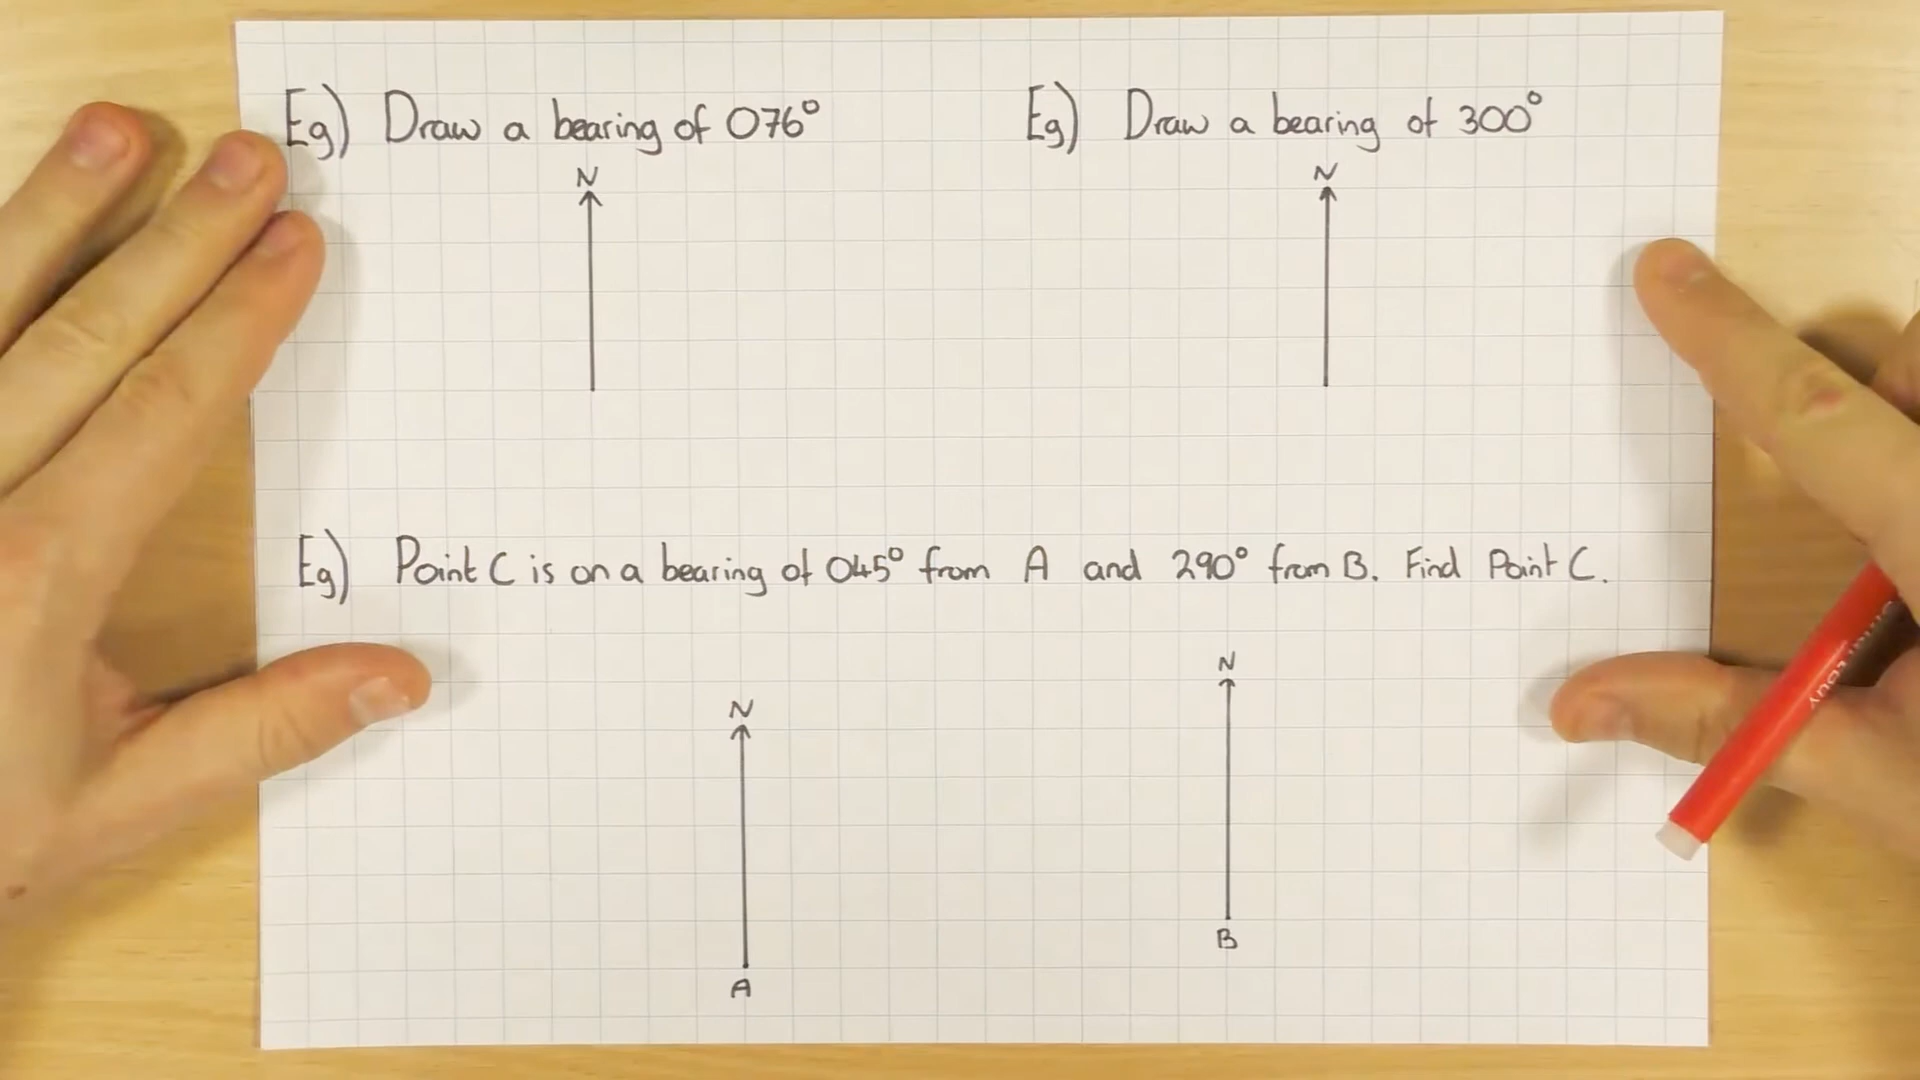 Eg) Draw a bearing of 076°
N
Eg) Draw a bearing of 300°
N
Eg) Point C is on a bearing of 045° from A and 290° from B. Find Point C.
N
A
N
B